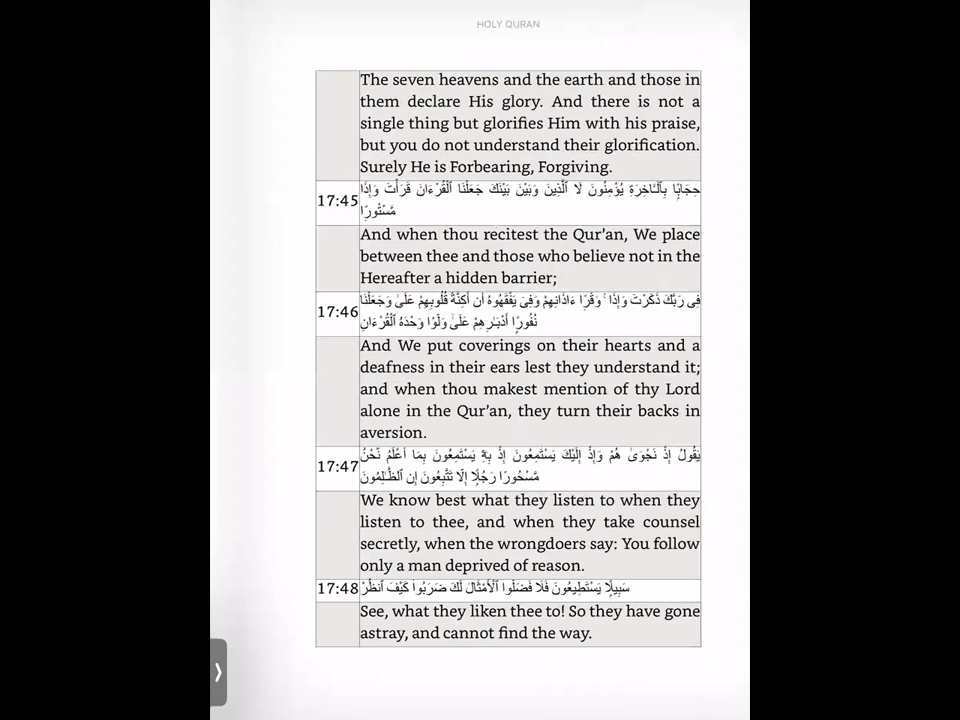 HOLY QURAN
The seven heavens and the earth and those in
them declare His glory. And there is not a
single thing but glorifies Him with his praise,
but you do not understand their glorification.
Surely He is Forbearing, Forgiving.
17:45
حِجَابًا بِٱلْـَٔاخِرَةِ يُؤْمِنُونَ لَا ٱلَّذِينَ وَبَيْنَ بَيْنَكَ جَعَلْنَا ٱلْقُرْءَانَ قَرَأْتَ وَإِذَا
مَّسْتُورًا
And when thou recitest the Qur’an, We place
between thee and those who believe not in the
Hereafter a hidden barrier;
17:46
فِى رَبَّكَ ذَكَرْتَ وَإِذَا ۚ وَقْرًا ءَاذَانِهِمْ وَفِىٓ يَفْقَهُوهُ أَن أَكِنَّةً قُلُوبِهِمْ عَلَىٰ وَجَعَلْنَا
نُفُورًا أَدْبَـٰرِهِمْ عَلَىٰٓ وَلَّوْا۟ وَحْدَهُۥ ٱلْقُرْءَانِ
And We put coverings on their hearts and a
deafness in their ears lest they understand it;
and when thou makest mention of thy Lord
alone in the Qur’an, they turn their backs in
aversion.
17:47
يَقُولُ إِذْ نَجْوَىٰٓ هُمْ وَإِذْ إِلَيْكَ يَسْتَمِعُونَ إِذْ بِهِۦٓ يَسْتَمِعُونَ بِمَا أَعْلَمُ نَّحْنُ
مَّسْحُورًا رَجُلًا إِلَّا تَتَّبِعُونَ إِن ٱلظَّـٰلِمُونَ
We know best what they listen to when they
listen to thee, and when they take counsel
secretly, when the wrongdoers say: You follow
only a man deprived of reason.
17:48
سَبِيلًا يَسْتَطِيعُونَ فَلَا فَضَلُّوا۟ ٱلْأَمْثَالَ لَكَ ضَرَبُوا۟ كَيْفَ ٱنظُرْ
See, what they liken thee to! So they have gone
astray, and cannot find the way.